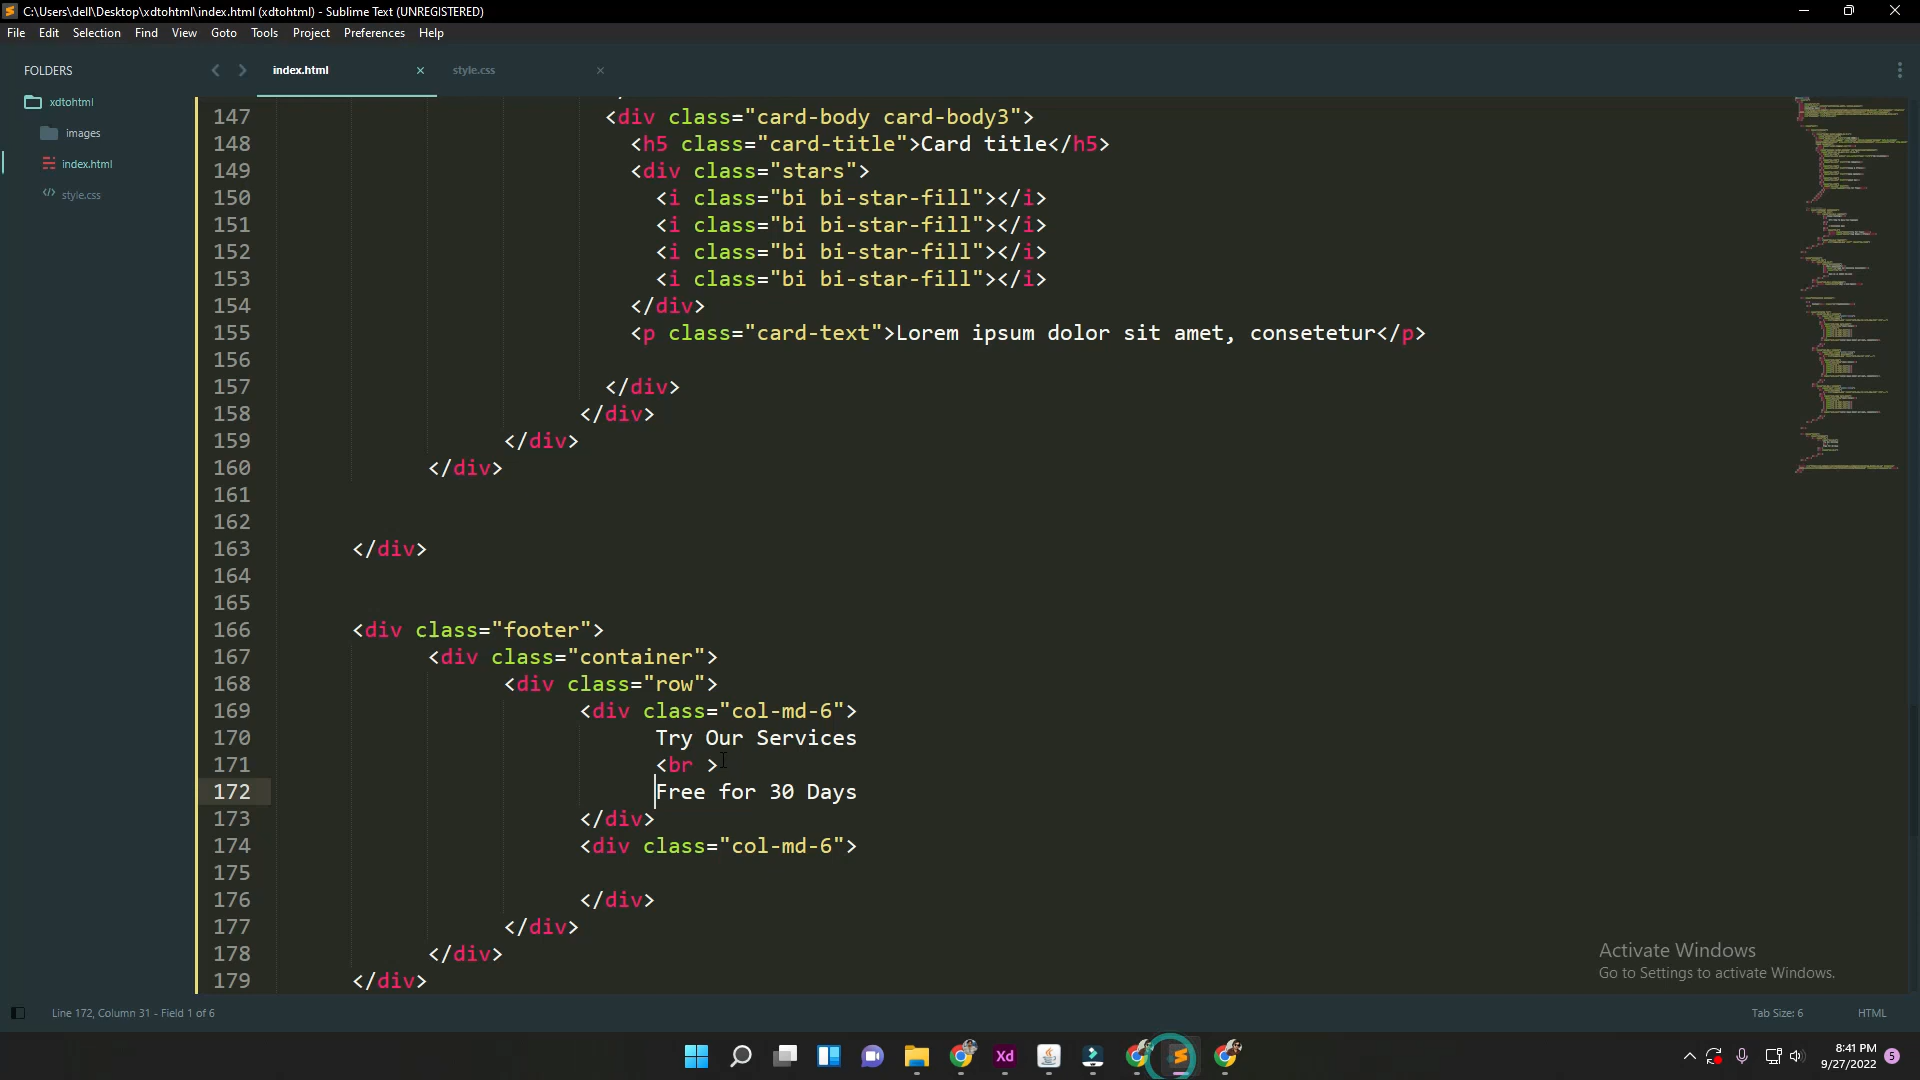 C:\Users\dell\Desktop\xdtohtml\index.html (xdtohtml) - Sublime Text (UNREGISTERED)
File Edit Selection Find View Goto Tools Project Preferences Help
FOLDERS
xdtohtml
images
index.html
style.css
index.html
style.css
147 <div class="card-body card-body3">
148 <h5 class="card-title">Card title</h5>
149 <div class="stars">
150 <i class="bi bi-star-fill"></i>
151 <i class="bi bi-star-fill"></i>
152 <i class="bi bi-star-fill"></i>
153 <i class="bi bi-star-fill"></i>
154 </div>
155 <p class="card-text">Lorem ipsum dolor sit amet, consetetur</p>
156
157 </div>
158 </div>
159 </div>
160 </div>
161
162
163 </div>
164
165
166 <div class="footer">
167 <div class="container">
168 <div class="row">
169 <div class="col-md-6">
170 Try Our Services
171 <br >
172 Free for 30 Days
173 </div>
174 <div class="col-md-6">
175
176 </div>
177 </div>
178 </div>
179 </div>
Activate Windows
Go to Settings to activate Windows.
Line 172, Column 31 - Field 1 of 6
Tab Size: 6
HTML
Xd
8:41 PM
9/27/2022
5